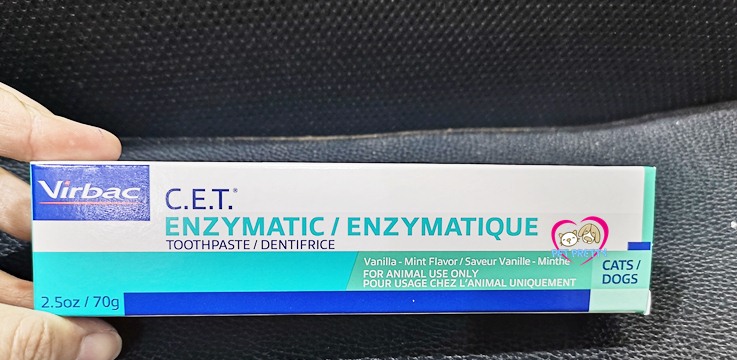 Virbac
C.E.T.®
ENZYMATIC / ENZYMATIQUE
TOOTHPASTE / DENTIFRICE
Vanilla - Mint Flavor / Saveur Vanille - Menthe
FOR ANIMAL USE ONLY
POUR USAGE CHEZ L'ANIMAL UNIQUEMENT
CATS /
DOGS
2.5oz / 70g